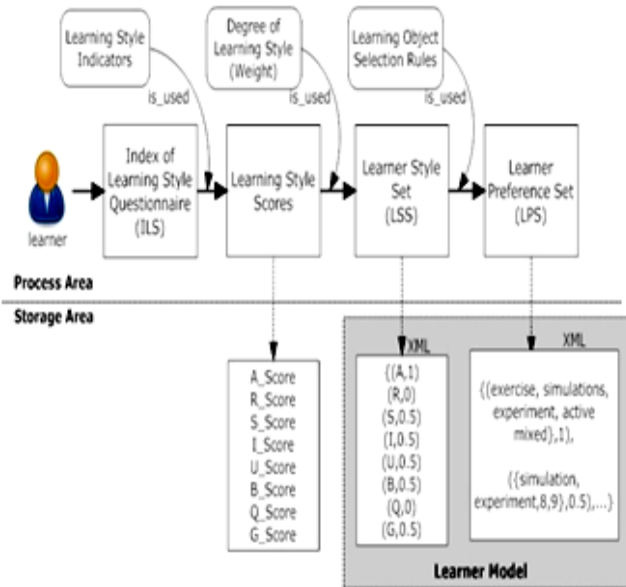 Learning Style
Indicators
Degree of
Learning Style
(Weight)
Learning Object
Selection Rules
is_used
is_used
is_used
learner
Index of
Learning Style
Questionnaire
(ILS)
Learning Style
Scores
Learner Style
Set
(LSS)
Learner
Preference Set
(LPS)
Process Area
Storage Area
A_Score
R_Score
S_Score
I_Score
U_Score
B_Score
Q_Score
G_Score
XML
{(A,1)
(R,0)
(S,0.5)
(I,0.5)
(U,0.5)
(B,0.5)
(Q,0)
(G,0.5)
XML
{((exercise, simulations,
experiment, active
mixed},1),
({simulation,
experiment,8,9},0.5),...}
Learner Model